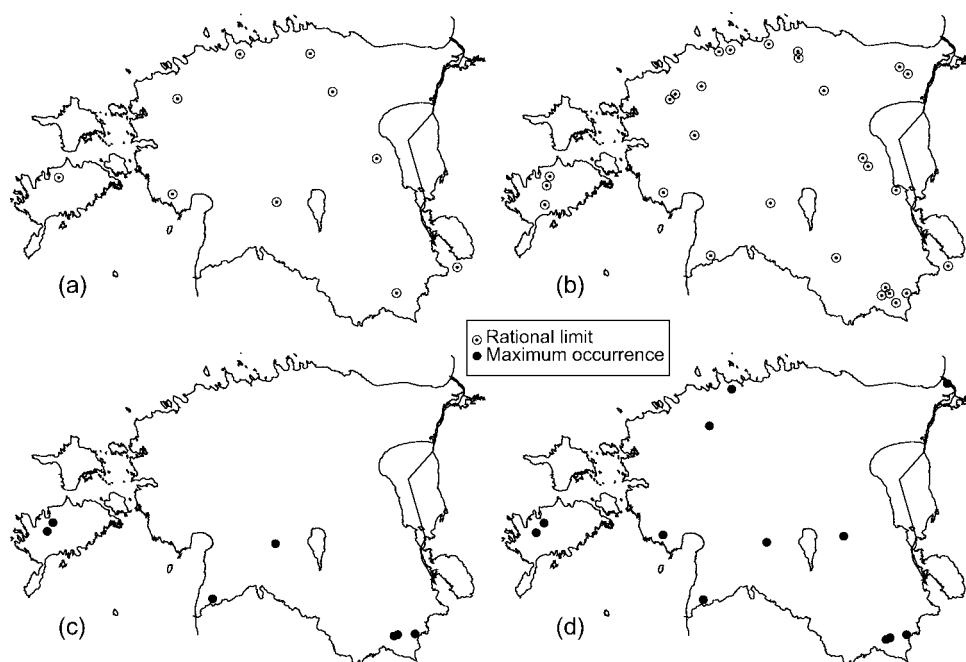 (a)
(b)
Rational limit
Maximum occurrence
(c)
(d)